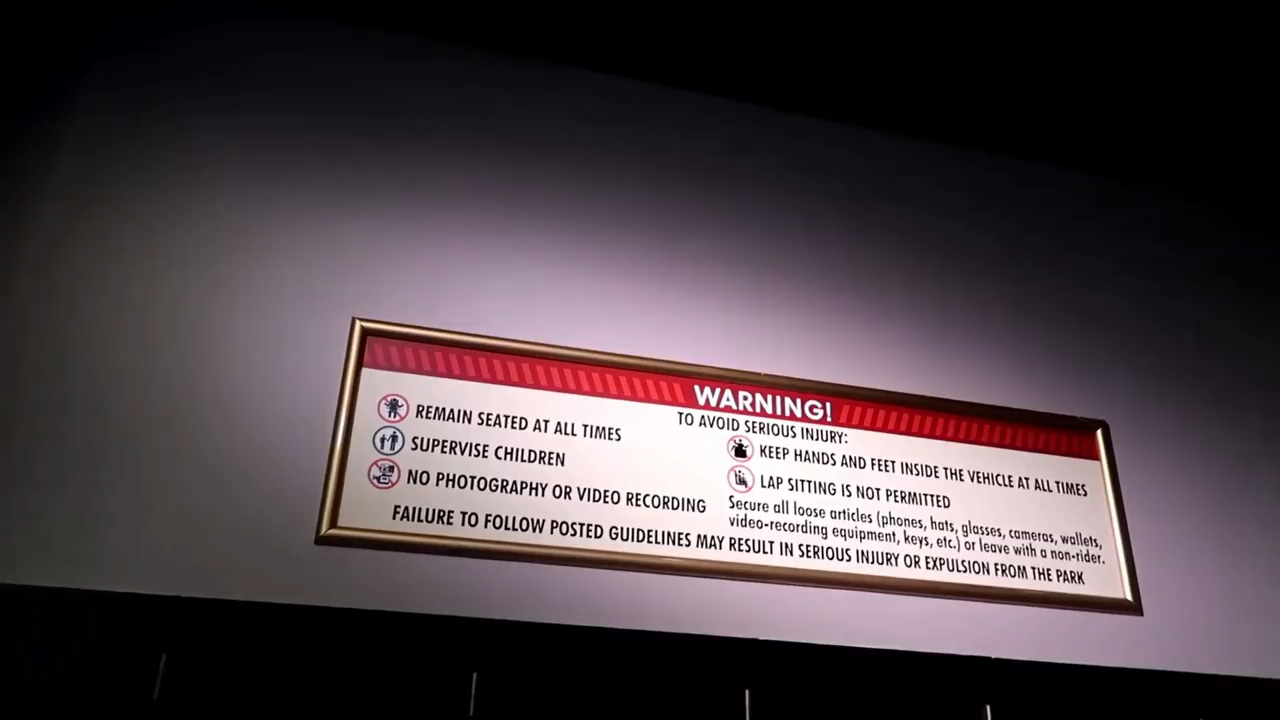 WARNING!
TO AVOID SERIOUS INJURY:
REMAIN SEATED AT ALL TIMES
SUPERVISE CHILDREN
NO PHOTOGRAPHY OR VIDEO RECORDING
KEEP HANDS AND FEET INSIDE THE VEHICLE AT ALL TIMES
LAP SITTING IS NOT PERMITTED
Secure all loose articles (phones, hats, glasses, cameras, wallets,
video-recording equipment, keys, etc.) or leave with a non-rider.
FAILURE TO FOLLOW POSTED GUIDELINES MAY RESULT IN SERIOUS INJURY OR EXPULSION FROM THE PARK